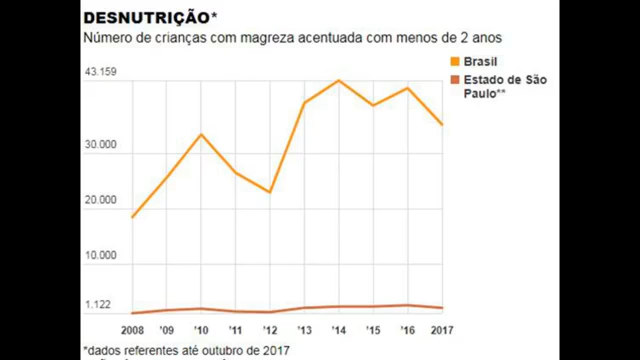 DESNUTRIÇÃO*
Número de crianças com magreza acentuada com menos de 2 anos
43.159
30.000
20.000
10.000
1.122
2008 '09 '10 '11 '12 '13 '14 '15 '16 2017
Brasil
Estado de São
Paulo**
*dados referentes até outubro de 2017